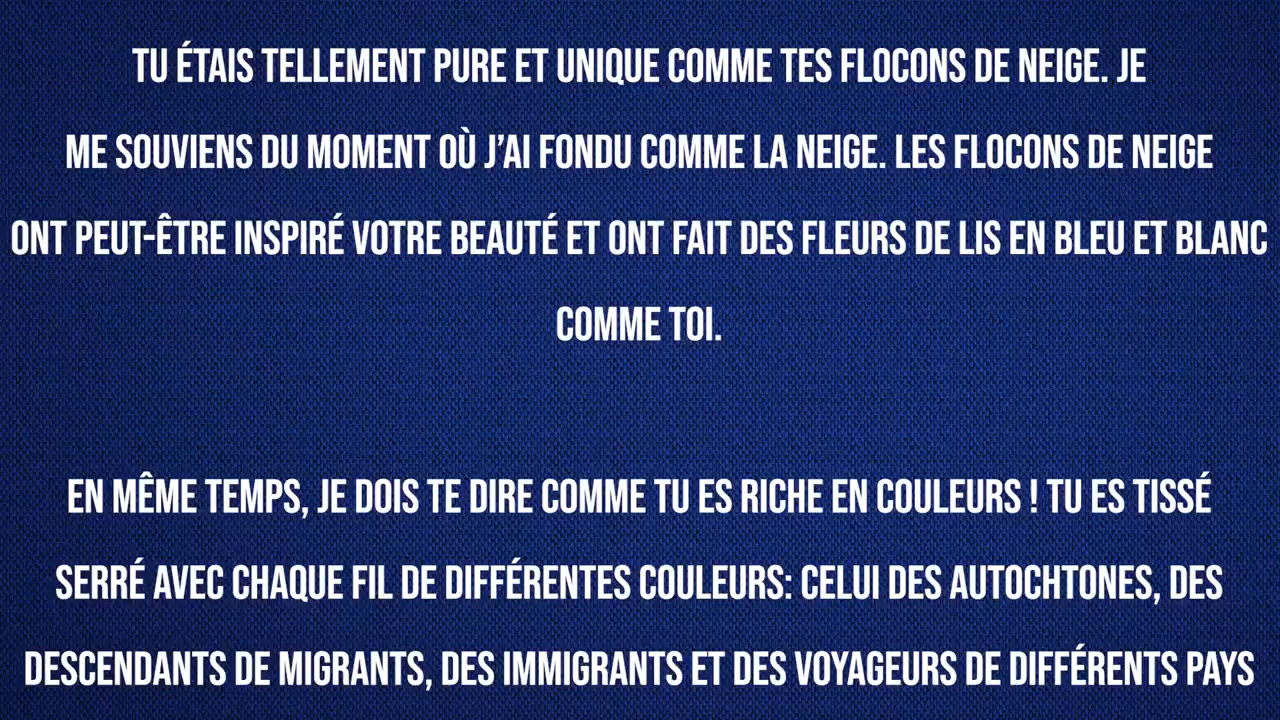 TU ÉTAIS TELLEMENT PURE ET UNIQUE COMME TES FLOCONS DE NEIGE. JE
ME SOUVIENS DU MOMENT OÙ J’AI FONDU COMME LA NEIGE. LES FLOCONS DE NEIGE
ONT PEUT-ÊTRE INSPIRÉ VOTRE BEAUTÉ ET ONT FAIT DES FLEURS DE LIS EN BLEU ET BLANC
COMME TOI.
EN MÊME TEMPS, JE DOIS TE DIRE COMME TU ES RICHE EN COULEURS ! TU ES TISSÉ
SERRÉ AVEC CHAQUE FIL DE DIFFÉRENTES COULEURS: CELUI DES AUTOCHTONES, DES
DESCENDANTS DE MIGRANTS, DES IMMIGRANTS ET DES VOYAGEURS DE DIFFÉRENTS PAYS